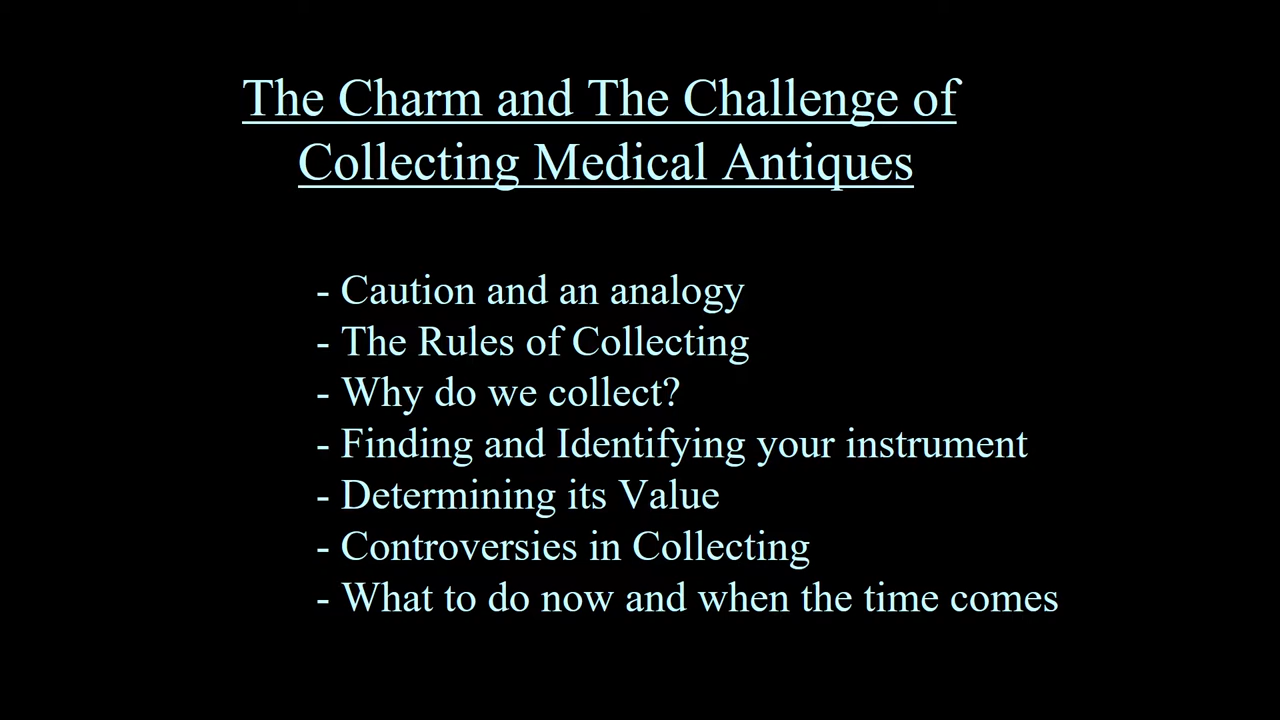 The Charm and The Challenge of
Collecting Medical Antiques
- Caution and an analogy
- The Rules of Collecting
- Why do we collect?
- Finding and Identifying your instrument
- Determining its Value
- Controversies in Collecting
- What to do now and when the time comes